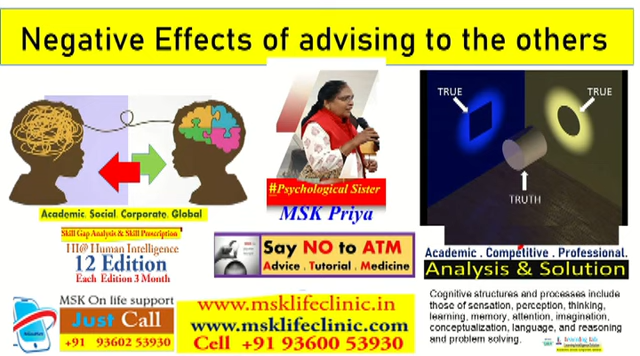 Negative Effects of advising to the others
TRUE
TRUE
TRUTH
#Psychological Sister
MSK Priya
Academic. Social. Corporate. Global
Skill Gap Analysis & Skill Prescription
HI@ Human Intelligence
12 Edition
Each Edition 3 Month
Say NO to ATM
Advice . Tutorial . Medicine
Academic . Competitive . Professional.
Analysis & Solution
MSK On life support
Just Call
+91 93602 53930
www.msklifeclinic.in
www.msklifeclinic.com
Cell +91 93600 53930
Cognitive structures and processes include
those of sensation, perception, thinking,
learning, memory, attention, imagination,
conceptualization, language, and reasoning
and problem solving.